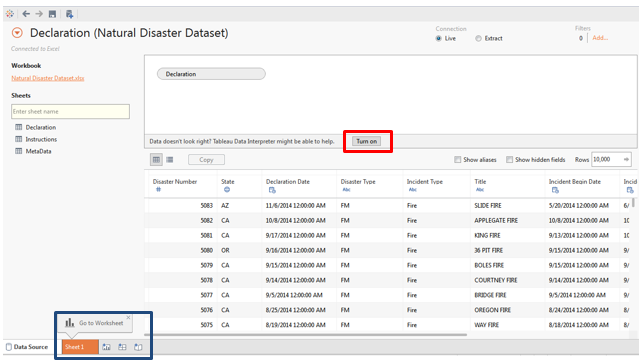 Declaration (Natural Disaster Dataset)
Connected to Excel
Connection
Live Extract
Filters
0 Add...
Workbook
Natural Disaster Dataset.xlsx
Sheets
Enter sheet name
Declaration
Instructions
MetaData
Declaration
Data doesn't look right? Tableau Data Interpreter might be able to help. Turn on
Copy Show aliases Show hidden fields Rows 10,000
Disaster Number State Declaration Date Disaster Type Incident Type Title Incident Begin Date Incid
# Abc Abc Abc
5083 AZ 11/6/2014 12:00:00 AM FM Fire SLIDE FIRE 5/20/2014 12:00:00 AM 6/
5082 CA 10/8/2014 12:00:00 AM FM Fire APPLEGATE FIRE 10/8/2014 12:00:00 AM 10
5081 CA 9/17/2014 12:00:00 AM FM Fire KING FIRE 9/13/2014 12:00:00 AM 10
5080 OR 9/16/2014 12:00:00 AM FM Fire 36 PIT FIRE 9/15/2014 12:00:00 AM 9/
5079 CA 9/15/2014 12:00:00 AM FM Fire BOLES FIRE 9/15/2014 12:00:00 AM 9/
5078 CA 9/14/2014 12:00:00 AM FM Fire COURTNEY FIRE 9/14/2014 12:00:00 AM 9/
5077 CA 9/5/2014 12:00:00 AM FM Fire BRIDGE FIRE 9/5/2014 12:00:00 AM 9/
5076 CA 8/25/2014 12:00:00 AM FM Fire OREGON FIRE 8/24/2014 12:00:00 AM 8/
5075 CA 8/19/2014 12:00:00 AM FM Fire WAY FIRE 8/18/2014 12:00:00 AM 8/
Go to Worksheet
Data Source Sheet 1